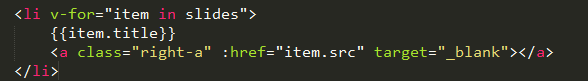 <li v-for="item in slides">
{{item.title}}
<a class="right-a" :href="item.src" target="_blank"></a>
</li>